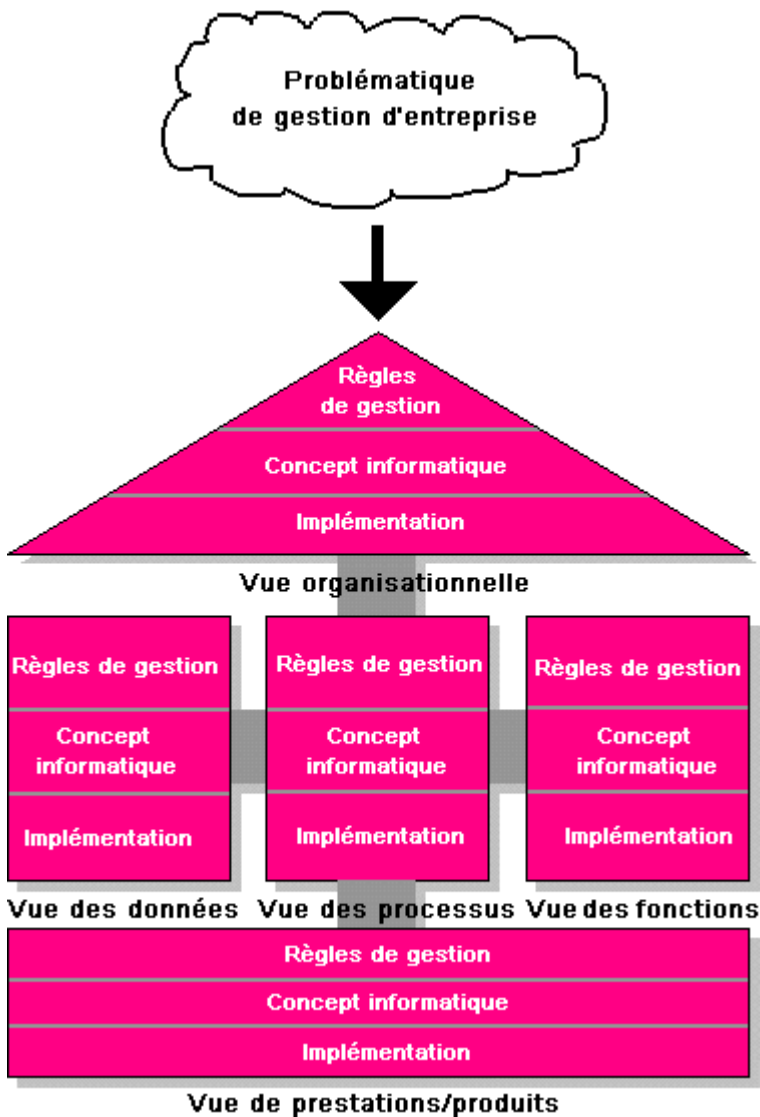 Problématique
de gestion d'entreprise
Règles
de gestion
Concept informatique
Implémentation
Vue organisationnelle
Règles de gestion
Concept
informatique
Implémentation
Vue des données
Règles de gestion
Concept
informatique
Implémentation
Vue des processus
Règles de gestion
Concept
informatique
Implémentation
Vue des fonctions
Règles de gestion
Concept informatique
Implémentation
Vue de prestations/produits